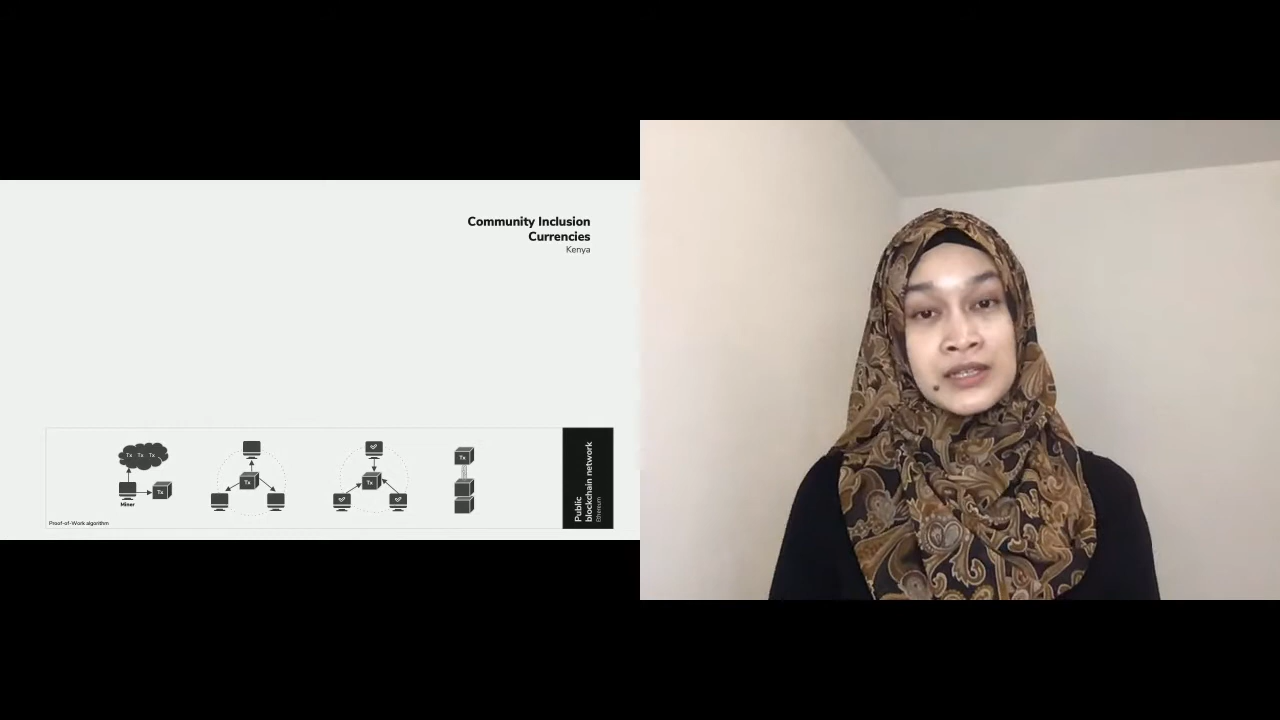 Community Inclusion
Currencies
Kenya
Tx Tx Tx
Tx
Miner
Tx
Tx
Tx
Proof-of-Work algorithm
Public
blockchain network
Ethereum